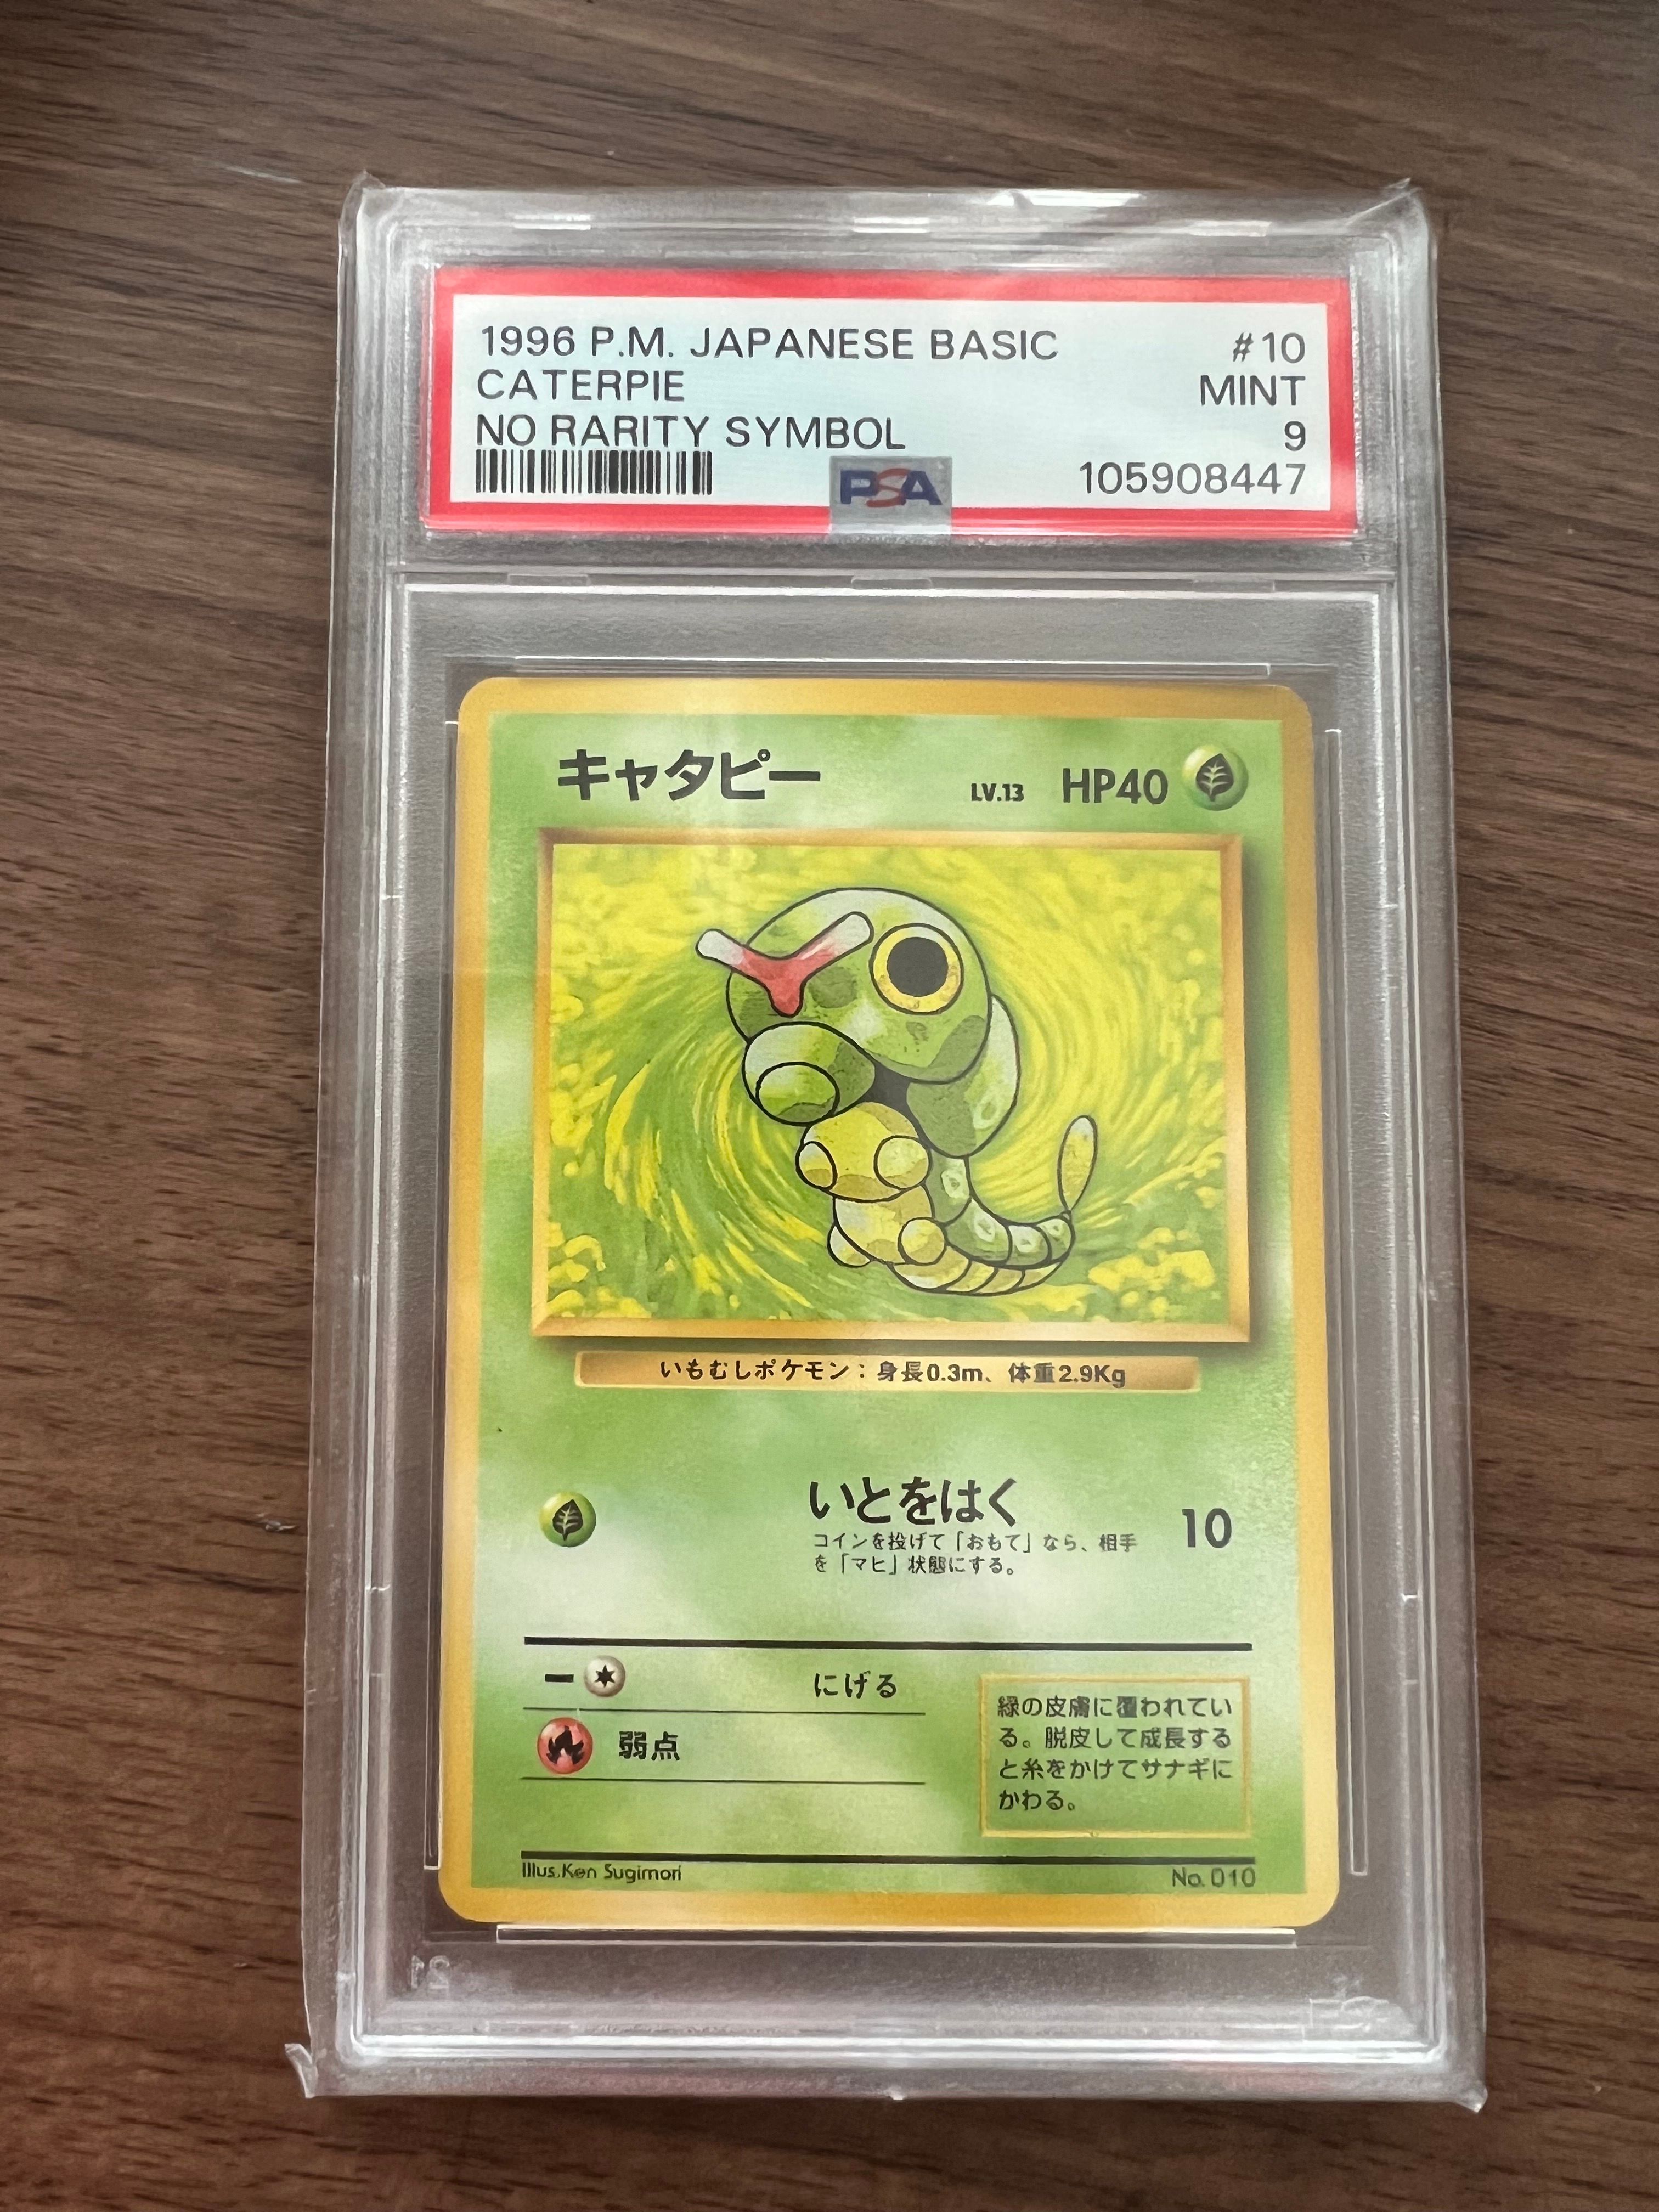 1996 P.M. JAPANESE BASIC #10
CATERPIE MINT
NO RARITY SYMBOL 9
PSA 105908447
キャタピー LV.13 HP40
いもむしポケモン：身長0.3m、体重2.9Kg
いとをはく 10
コインを投げて「おもて」なら、相手
を「マヒ」状態にする。
にげる
弱点
緑の皮膚に覆われてい
る。脱皮して成長する
と糸をかけてサナギに
かわる。
Illus.Ken Sugimori No.010